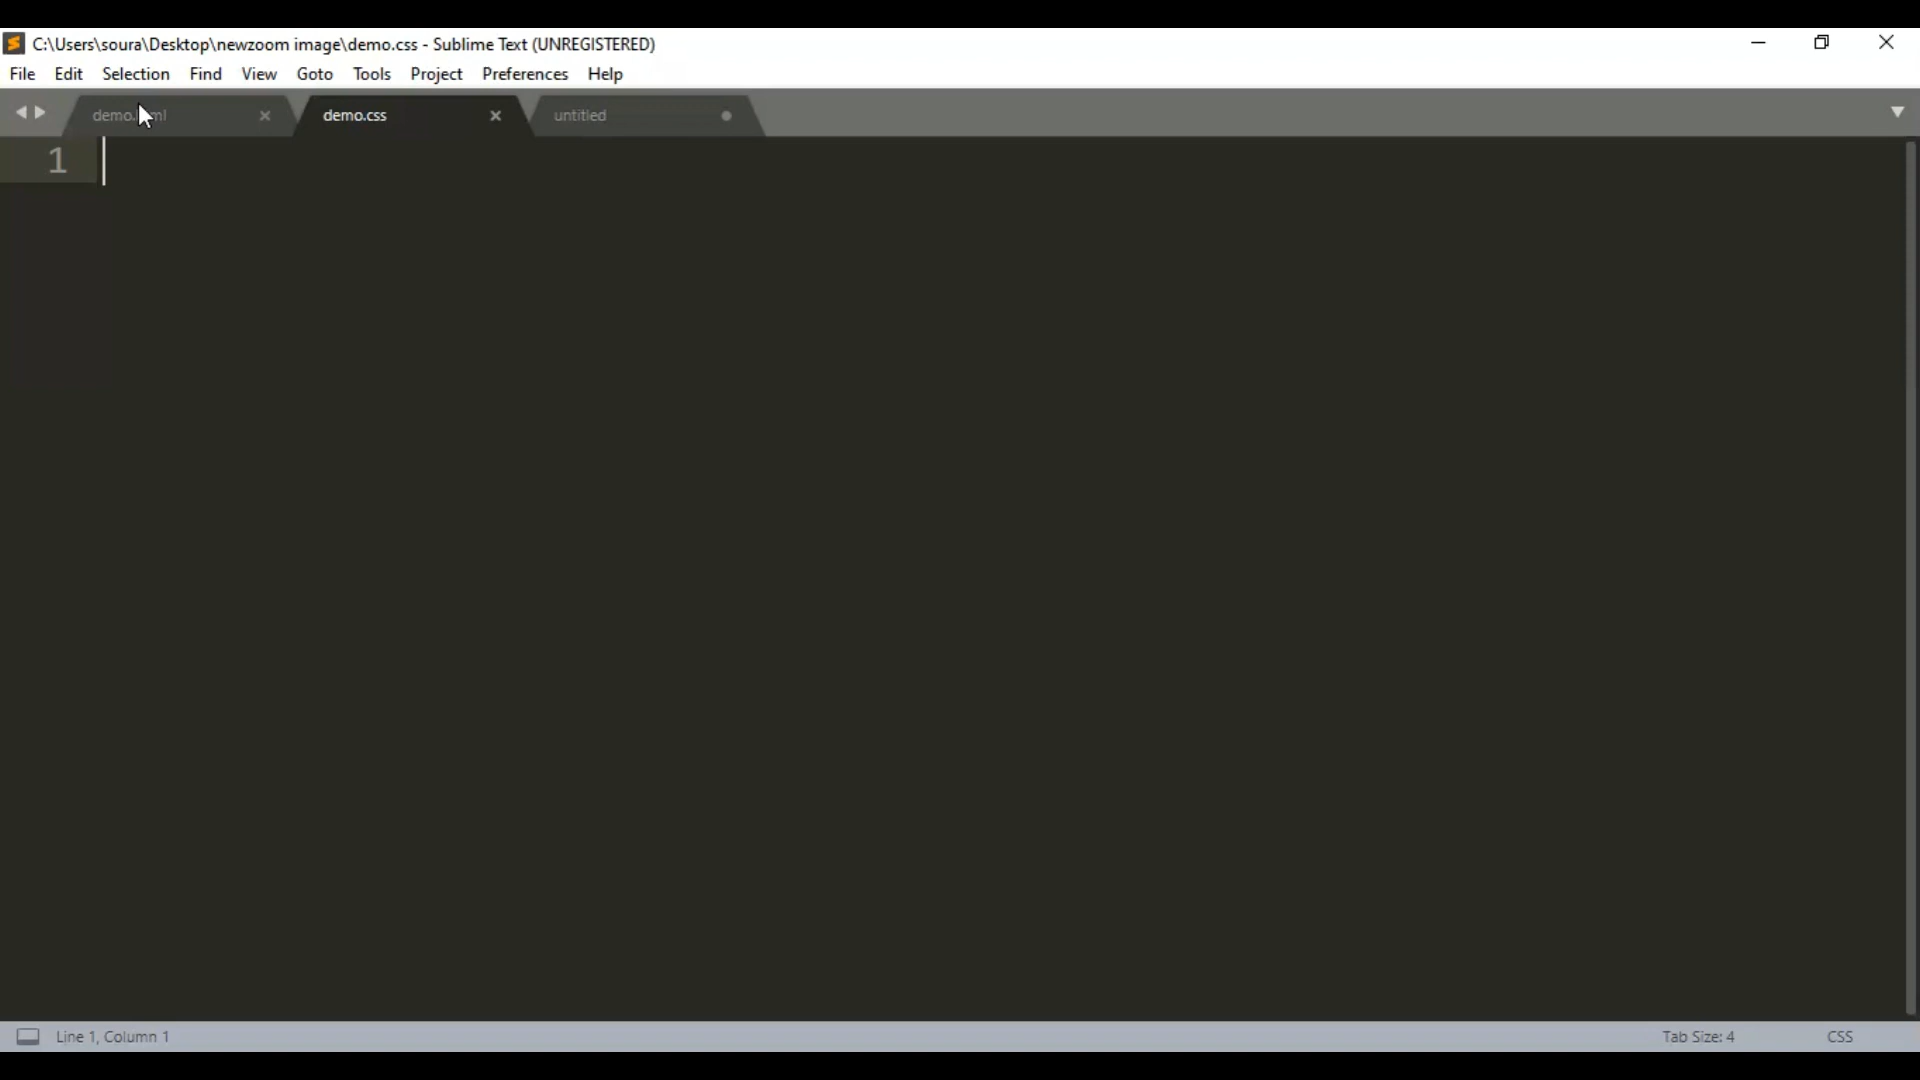 C:\Users\soura\Desktop\newzoom image\demo.css - Sublime Text (UNREGISTERED)
File Edit Selection Find View Goto Tools Project Preferences Help
demo.css untitled
1
Line 1, Column 1 Tab Size: 4 CSS